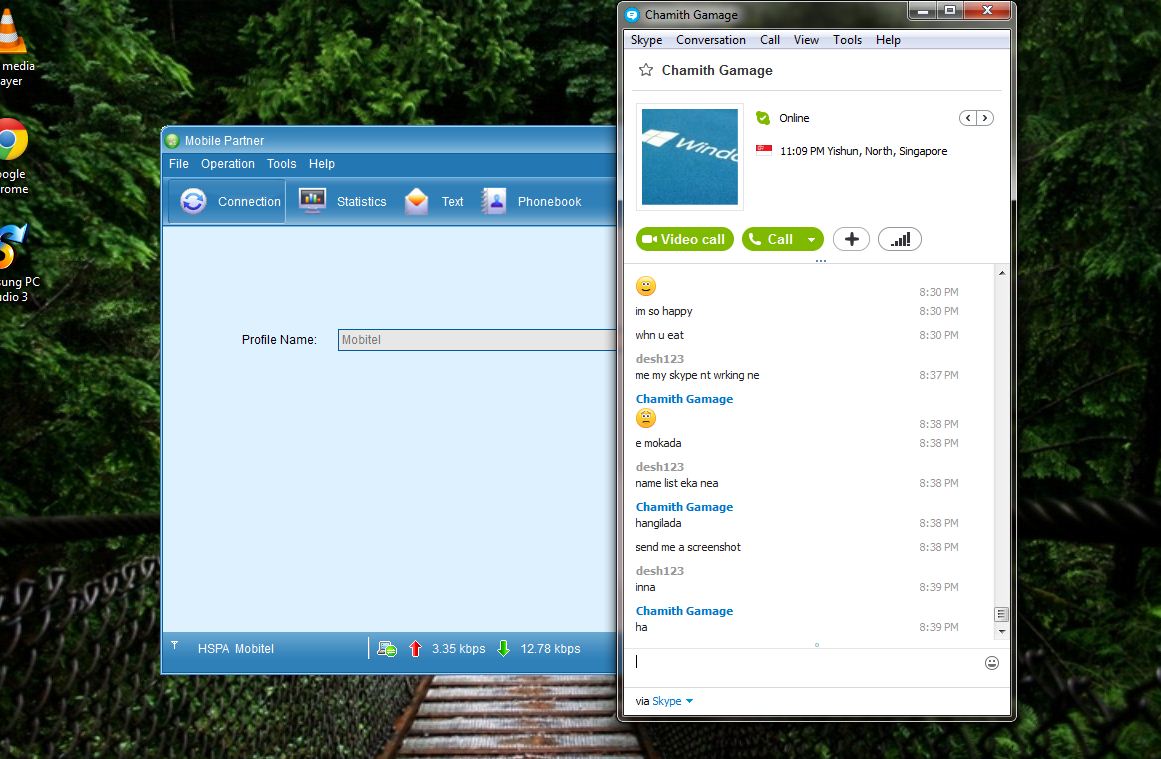 media
ayer
ogle
rome
sung PC
udio 3
Mobile Partner
File Operation Tools Help
Connection Statistics Text Phonebook
Profile Name: Mobitel
HSPA Mobitel 3.35 kbps 12.78 kbps
Chamith Gamage
Skype Conversation Call View Tools Help
Chamith Gamage
Windo
Online
11:09 PM Yishun, North, Singapore
Video call Call
8:30 PM
im so happy 8:30 PM
whn u eat 8:30 PM
desh123
me my skype nt wrking ne 8:37 PM
Chamith Gamage
8:38 PM
e mokada 8:38 PM
desh123
name list eka nea 8:38 PM
Chamith Gamage
hangilada 8:38 PM
send me a screenshot 8:38 PM
desh123
inna 8:39 PM
Chamith Gamage
ha 8:39 PM
via Skype